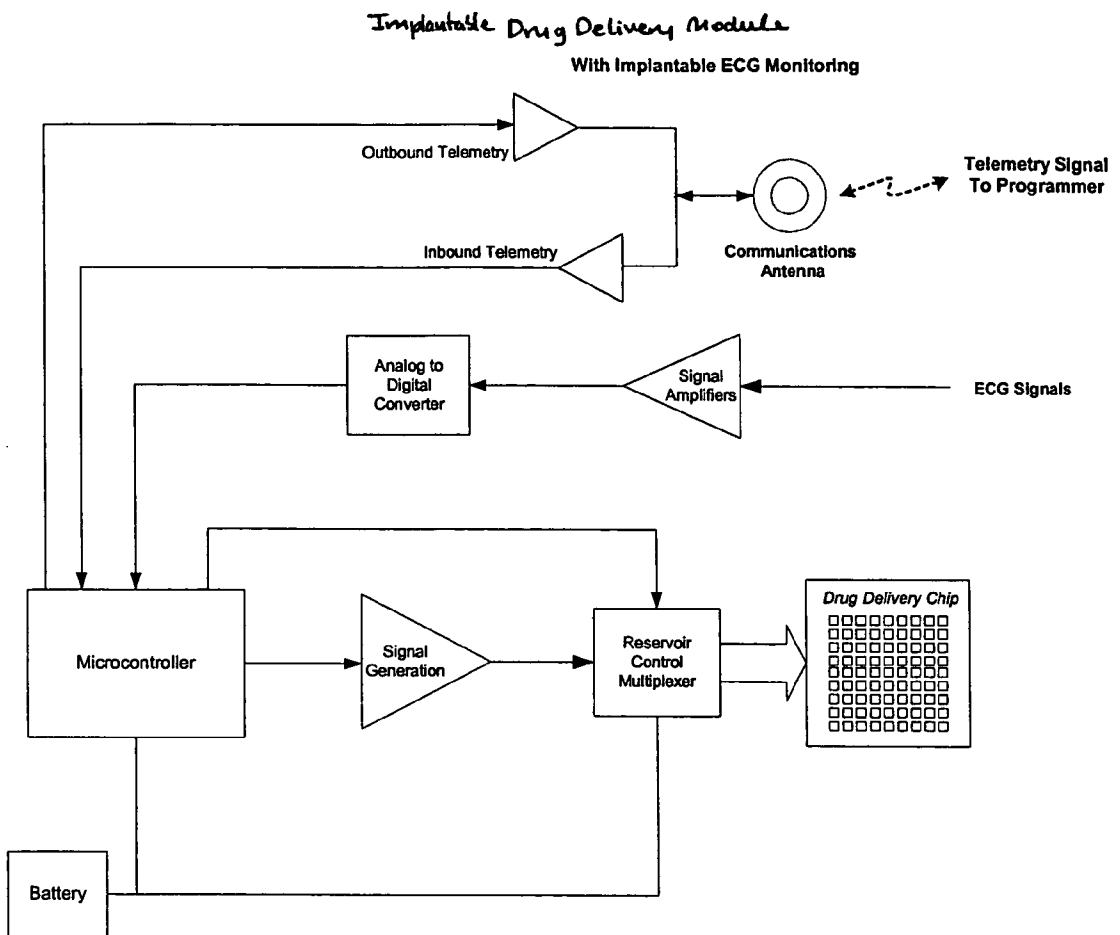 Implantable Drug Delivery Module
With Implantable ECG Monitoring
Outbound Telemetry
Telemetry Signal
To Programmer
Inbound Telemetry
Communications
Antenna
Analog to
Digital
Converter
Signal
Amplifiers
ECG Signals
Drug Delivery Chip
Microcontroller
Signal
Generation
Reservoir
Control
Multiplexer
Battery